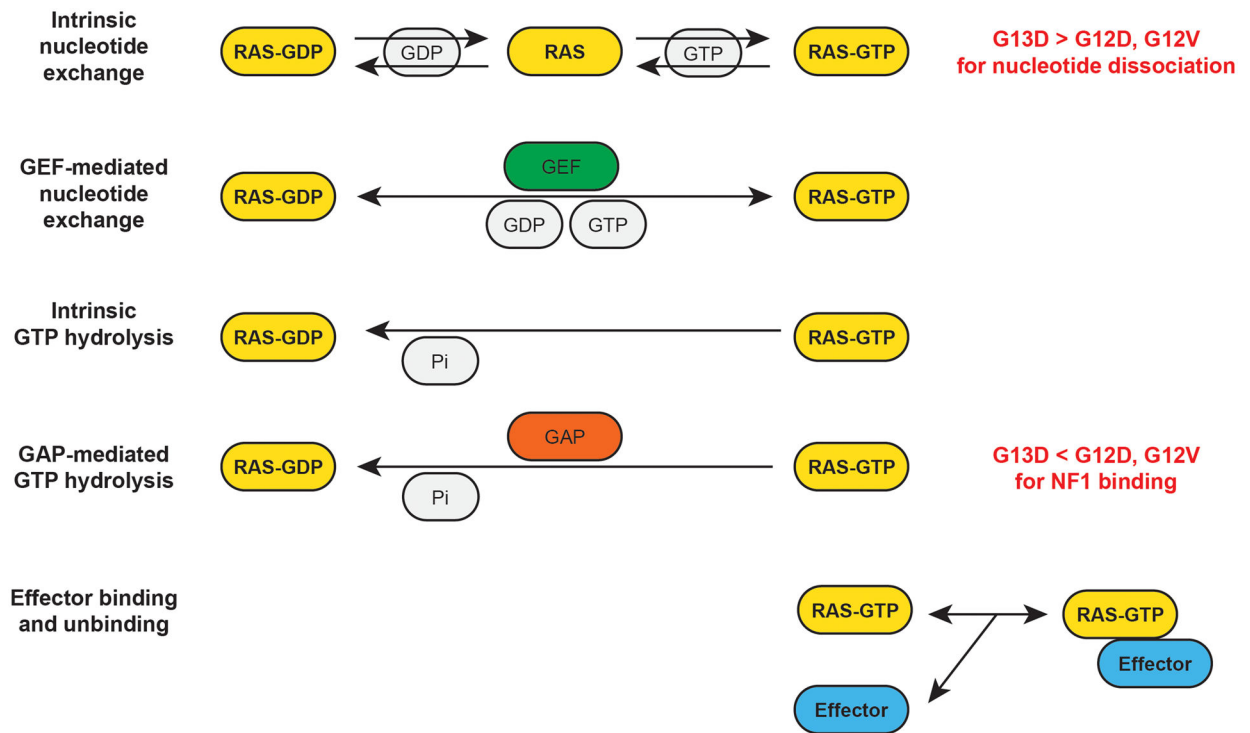 Intrinsic
nucleotide
exchange
RAS-GDP
GDP
RAS
GTP
RAS-GTP
G13D > G12D, G12V
for nucleotide dissociation
GEF-mediated
nucleotide
exchange
RAS-GDP
GEF
GDP
GTP
RAS-GTP
Intrinsic
GTP hydrolysis
RAS-GDP
Pi
RAS-GTP
GAP-mediated
GTP hydrolysis
RAS-GDP
GAP
Pi
RAS-GTP
G13D < G12D, G12V
for NF1 binding
Effector binding
and unbinding
RAS-GTP
RAS-GTP
Effector
Effector